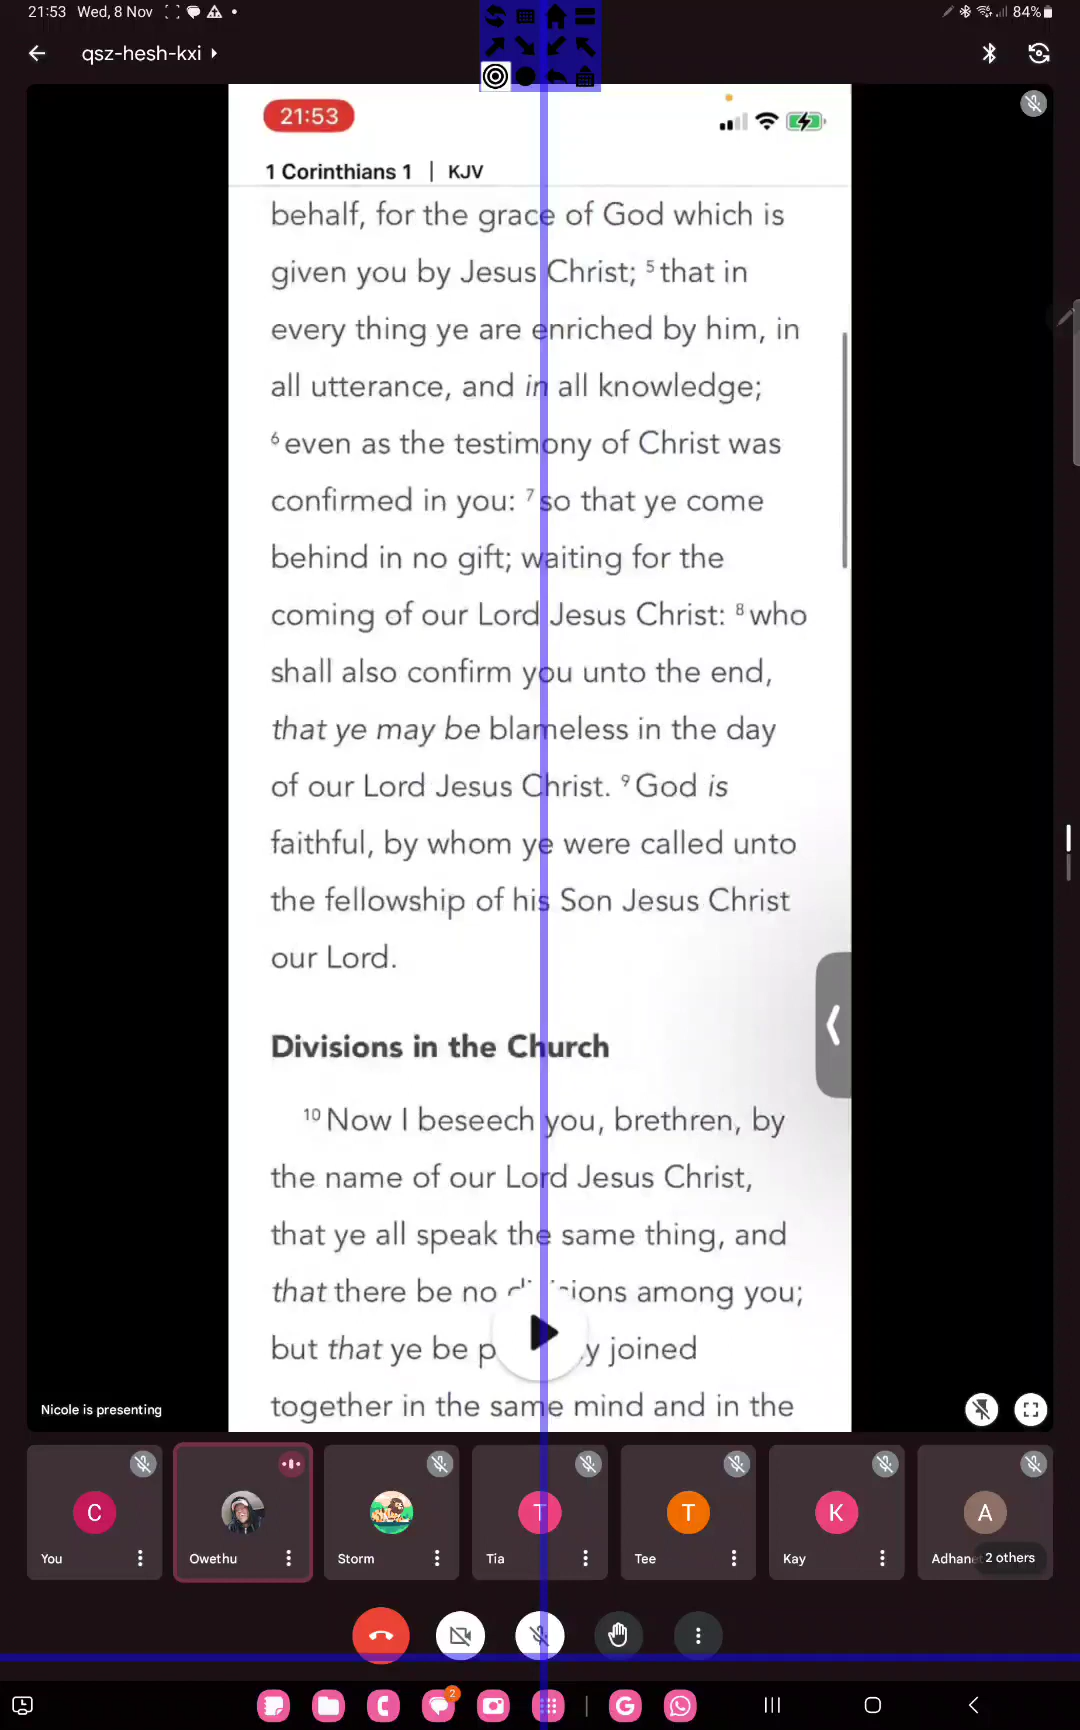 21:53 Wed, 8 Nov
84%
qsz-hesh-kxi
21:53
1 Corinthians 1 | KJV
behalf, for the grace of God which is
given you by Jesus Christ; 5 that in
every thing ye are enriched by him, in
all utterance, and in all knowledge;
6 even as the testimony of Christ was
confirmed in you: 7 so that ye come
behind in no gift; waiting for the
coming of our Lord Jesus Christ: 8 who
shall also confirm you unto the end,
that ye may be blameless in the day
of our Lord Jesus Christ. 9 God is
faithful, by whom ye were called unto
the fellowship of his Son Jesus Christ
our Lord.
Divisions in the Church
10 Now I beseech you, brethren, by
the name of our Lord Jesus Christ,
that ye all speak the same thing, and
that there be no divisions among you;
but that ye be joined
together in the same mind and in the
Nicole is presenting
C
T
T
K
A
You
Owethu
Storm
Tia
Tee
Kay
2 others
2
G